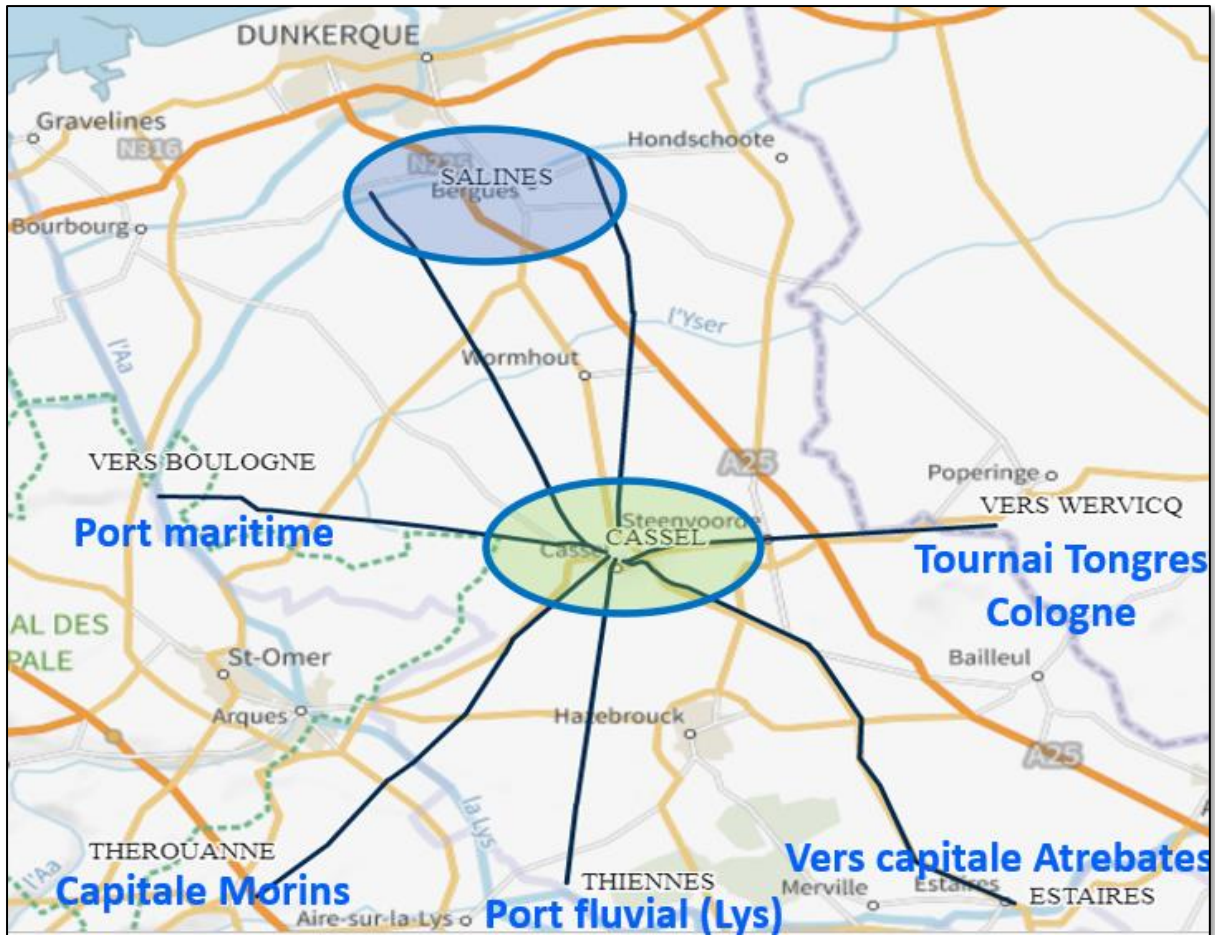 DUNKERQUE
Gravelines
N316
Hondschoote
N225
SALINES
Bergues
Bourbourg
l'Aa
l'Yser
Wormhout
VERS BOULOGNE
A25
Poperinge
VERS WERVICQ
Port maritime
Steenvoorde
CASSEL
Cassel
Tournai Tongres
Cologne
AL DES
PALE
St-Omer
Bailleul
Arques
Hazebrouck
A25
la Lys
THEROUANNE
l'Aa
Capitale Morins
Vers capitale Atrebates
THIENNES
Merville
Estaires
ESTAIRES
Aire-sur-la-Lys
Port fluvial (Lys)